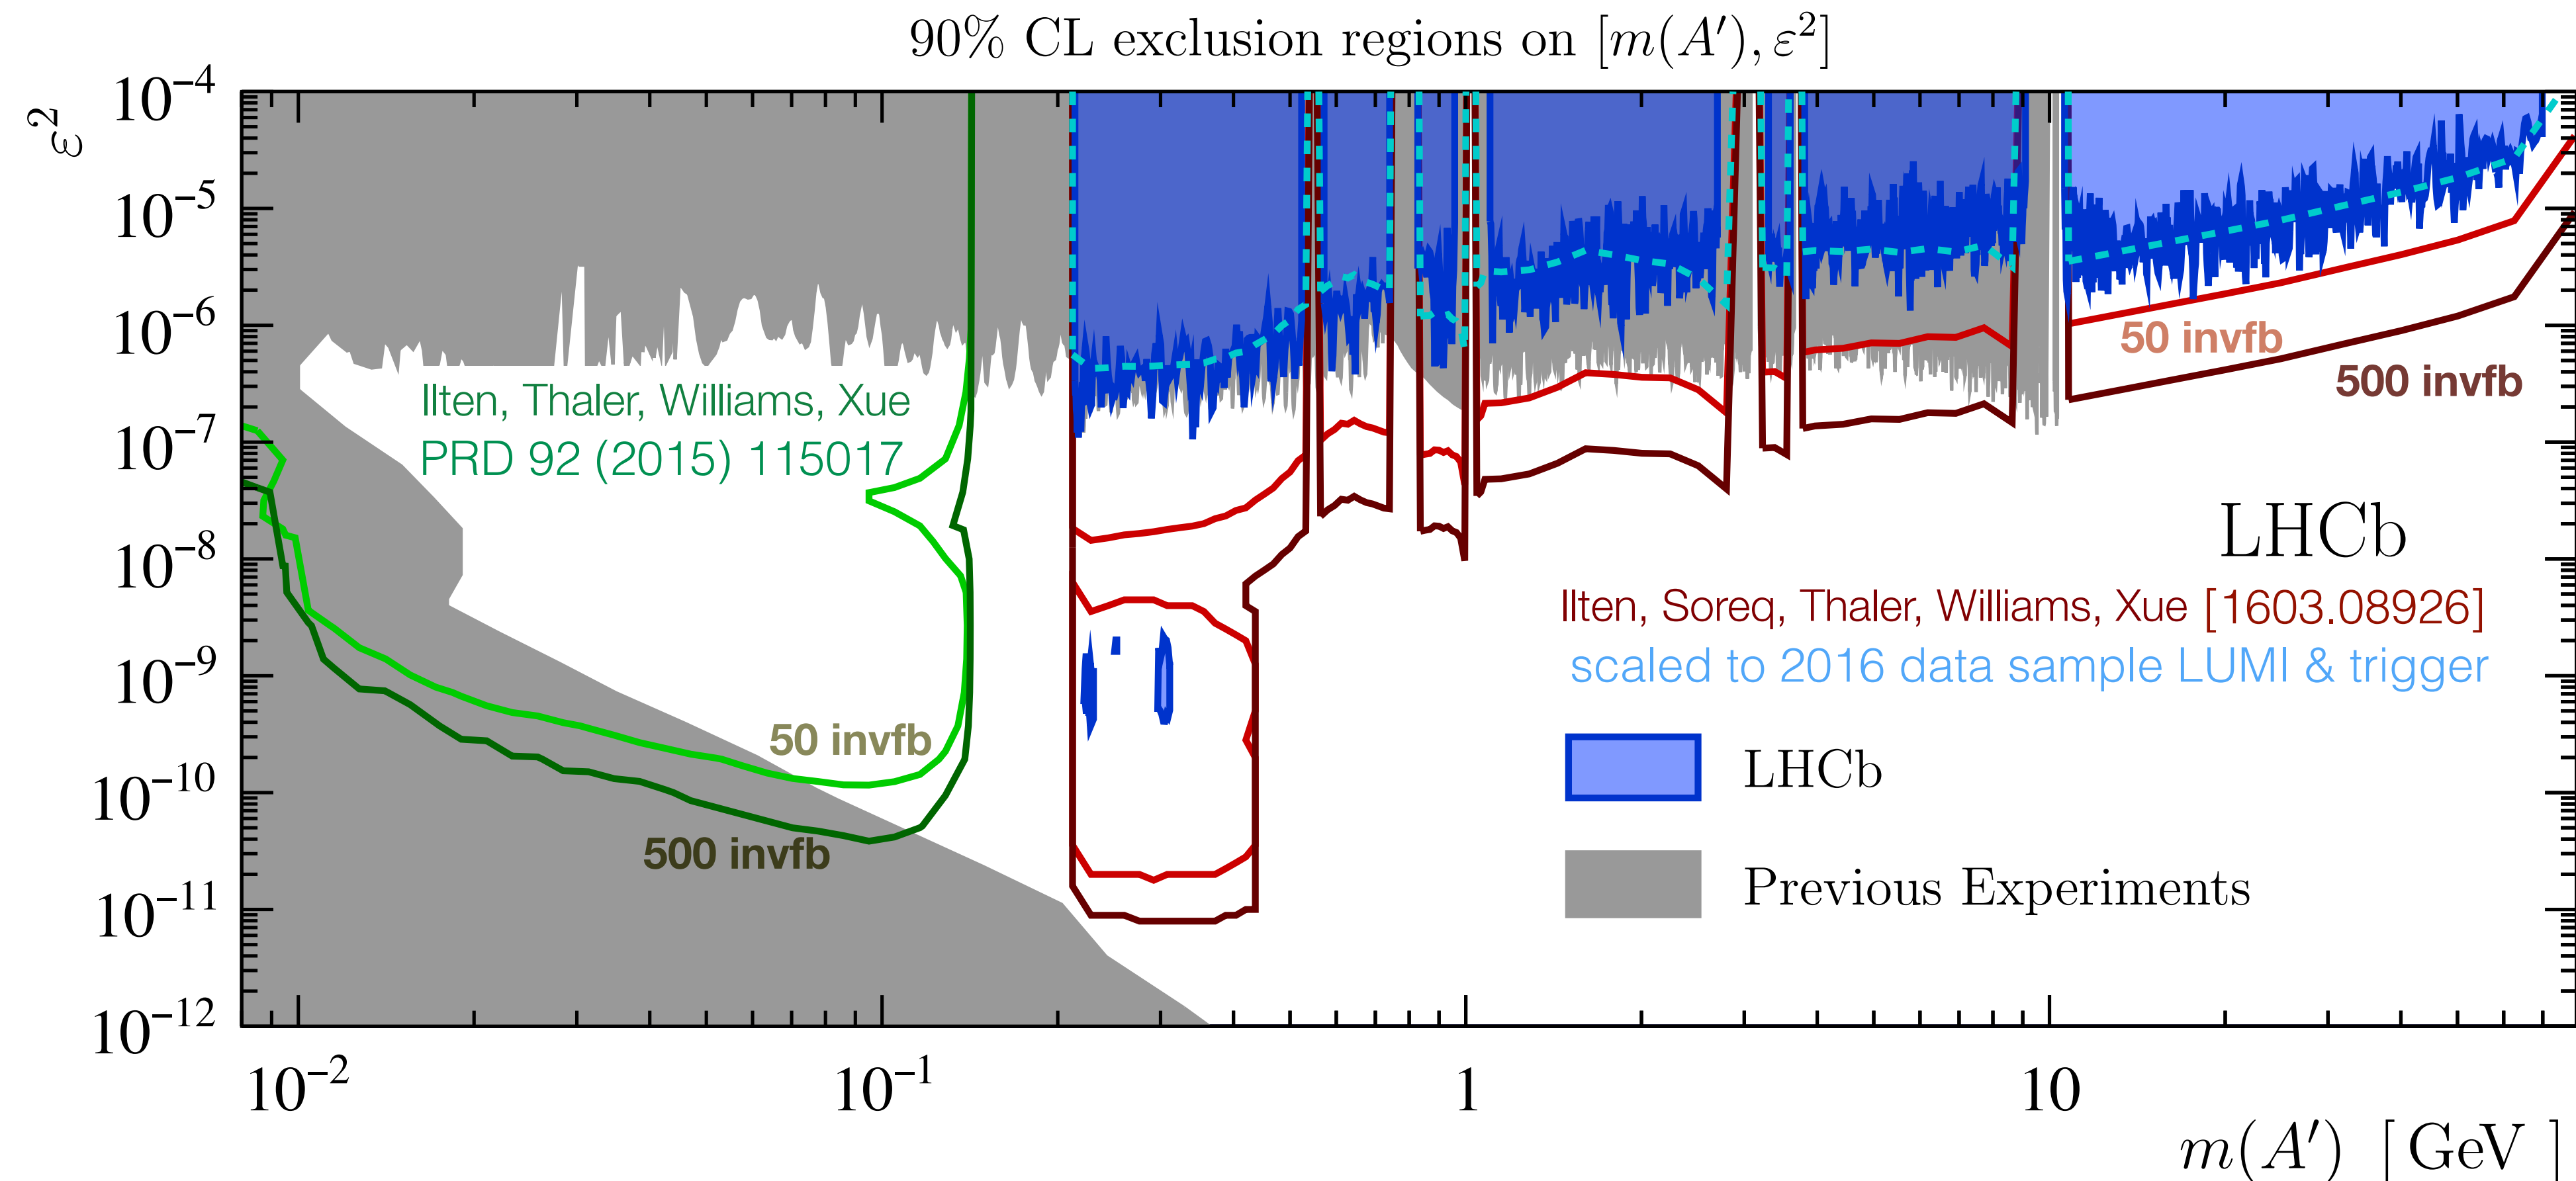 90% CL exclusion regions on [m(A′), ε²]
ε²
10⁻⁴
10⁻⁵
10⁻⁶
10⁻⁷
10⁻⁸
10⁻⁹
10⁻¹⁰
10⁻¹¹
10⁻¹²
Ilten, Thaler, Williams, Xue
PRD 92 (2015) 115017
50 invfb
500 invfb
50 invfb
500 invfb
LHCb
Ilten, Soreq, Thaler, Williams, Xue [1603.08926]
scaled to 2016 data sample LUMI & trigger
LHCb
Previous Experiments
10⁻² 10⁻¹ 1 10
m(A′) [ GeV ]